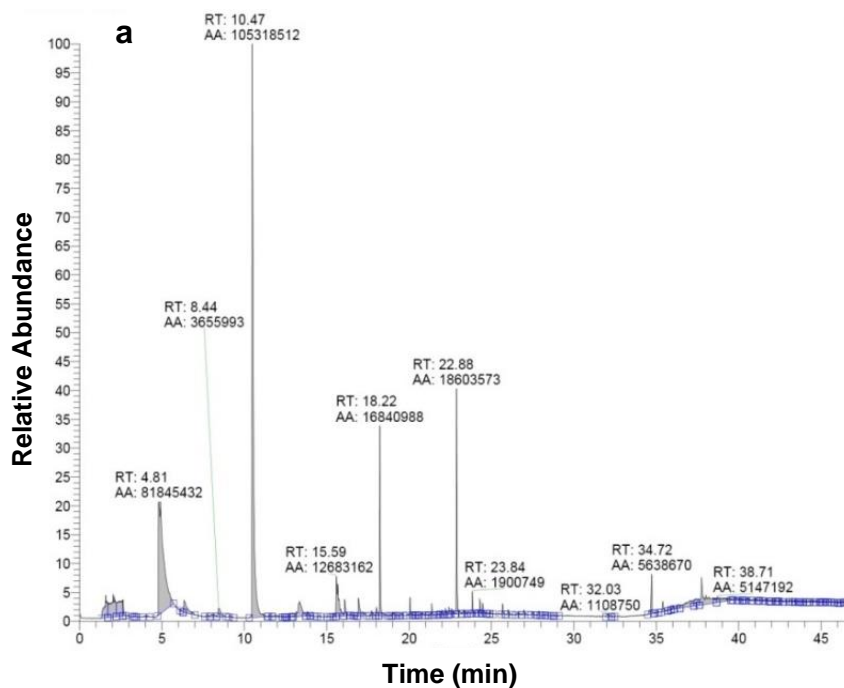 a
RT: 10.47
AA: 105318512
RT: 8.44
AA: 3655993
RT: 22.88
AA: 18603573
RT: 18.22
AA: 16840988
RT: 4.81
AA: 81845432
RT: 15.59
AA: 12683162
RT: 23.84
AA: 1900749
RT: 32.03
AA: 1108750
RT: 34.72
AA: 5638670
RT: 38.71
AA: 5147192
Relative Abundance
100
95
90
85
80
75
70
65
60
55
50
45
40
35
30
25
20
15
10
5
0
0 5 10 15 20 25 30 35 40 45
Time (min)